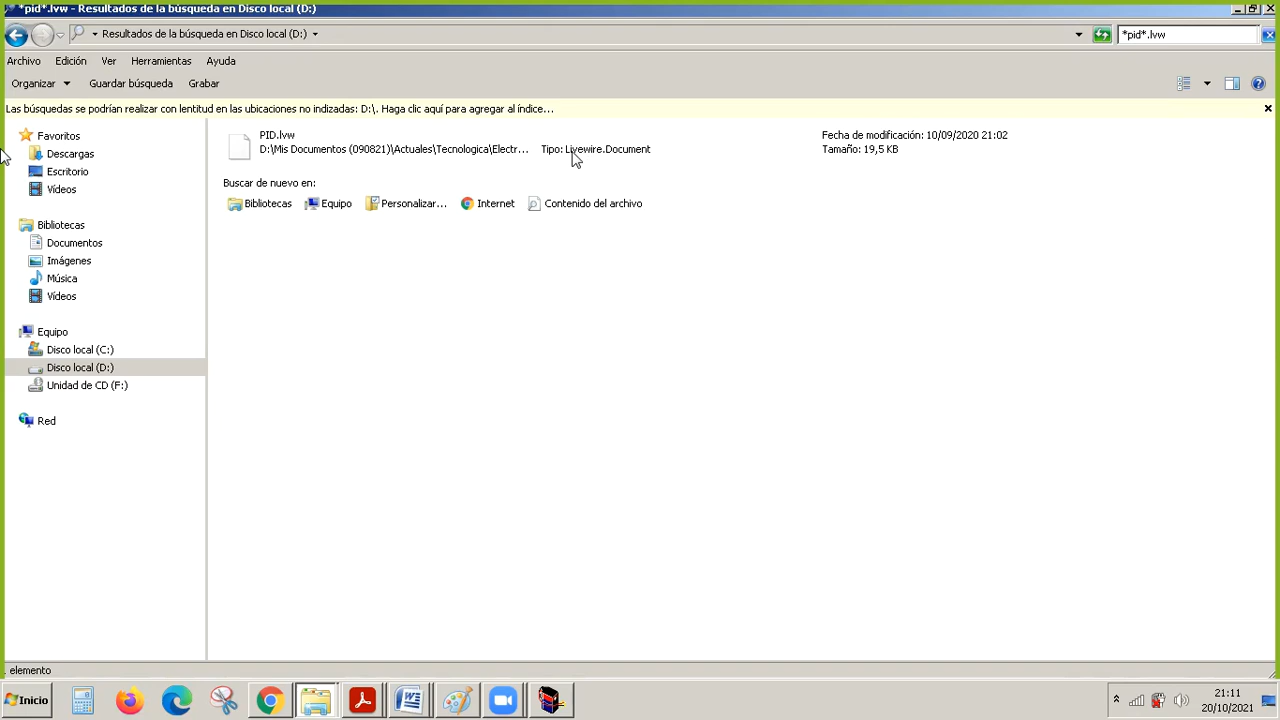 *pid*.lvw - Resultados de la búsqueda en Disco local (D:)
Resultados de la búsqueda en Disco local (D:)
*pid*.lvw
Archivo Edición Ver Herramientas Ayuda
Organizar Guardar búsqueda Grabar
Las búsquedas se podrían realizar con lentitud en las ubicaciones no indizadas: D:\. Haga clic aquí para agregar al índice...
Favoritos
Descargas
Escritorio
Vídeos
Bibliotecas
Documentos
Imágenes
Música
Vídeos
Equipo
Disco local (C:)
Disco local (D:)
Unidad de CD (F:)
Red
PID.lvw
D:\Mis Documentos (090821)\Actuales\Tecnologica\Electr... Tipo: Livewire.Document
Fecha de modificación: 10/09/2020 21:02
Tamaño: 19,5 KB
Buscar de nuevo en:
Bibliotecas Equipo Personalizar... Internet Contenido del archivo
elemento
Inicio
21:11
20/10/2021